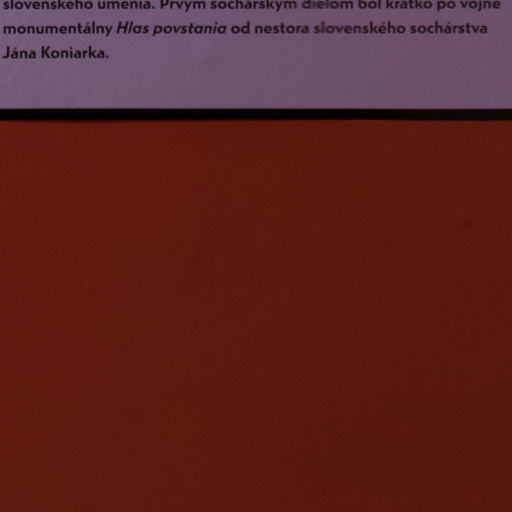 slovenského umenia. Prvým sochárskym dielom bol krátko po vojne
monumentálny Hlas povstania od nestora slovenského sochárstva
Jána Koniarka.